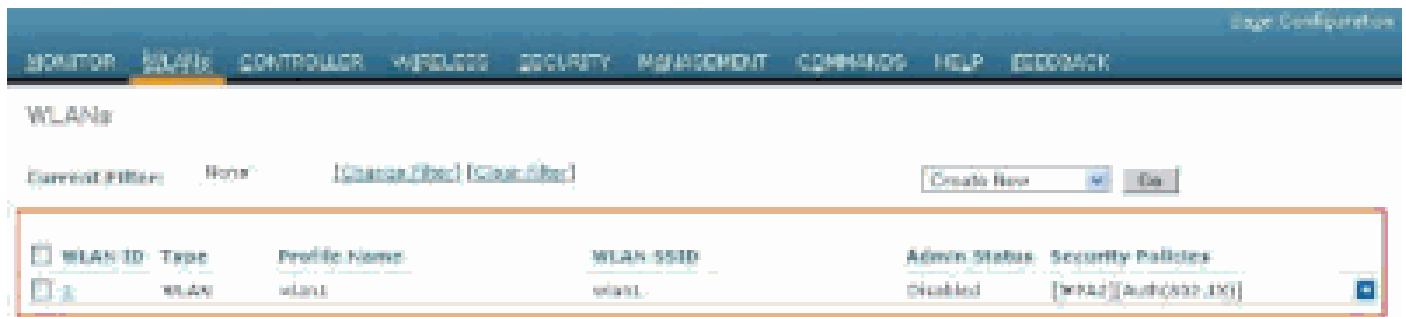 Save Configuration
MONITOR WLANs CONTROLLER WIRELESS SECURITY MANAGEMENT COMMANDS HELP FEEDBACK
WLANs
Current Filter: None [Change Filter] [Clear Filter] Create New Go
WLAN ID Type Profile Name WLAN SSID Admin Status Security Policies
1 WLAN wlan1 wlan1 Disabled [WPA2][Auth(802.1X)]